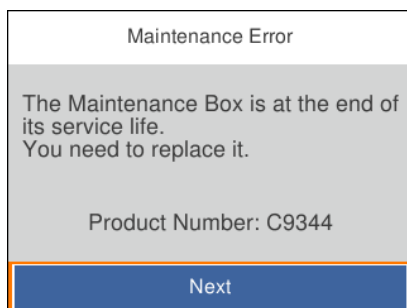 Maintenance Error
The Maintenance Box is at the end of
its service life.
You need to replace it.
Product Number: C9344
Next